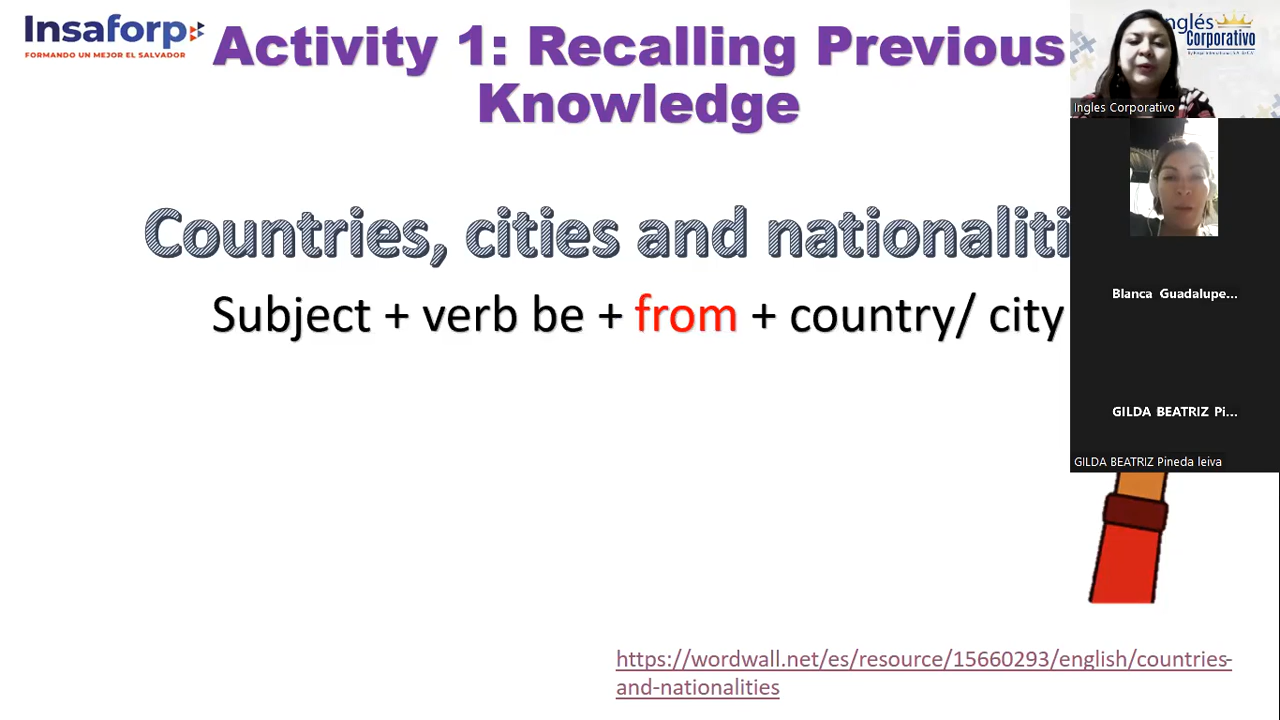 Insaforp
FORMANDO UN MEJOR EL SALVADOR
Activity 1: Recalling Previous
Knowledge
Inglés
Corporativo
Ingles Corporativo
Countries, cities and nationaliti
Subject + verb be + from + country/ city
Blanca Guadalupe...
GILDA BEATRIZ Pi...
GILDA BEATRIZ Pineda leiva
https://wordwall.net/es/resource/15660293/english/countries-
and-nationalities